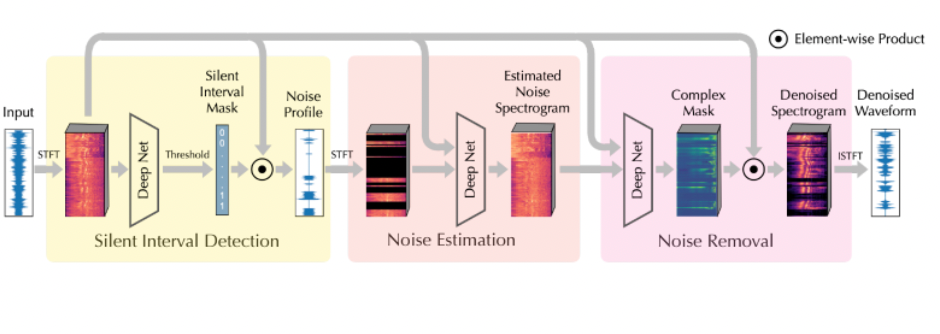 Element-wise Product
Input
STFT
Deep Net
Threshold
Silent
Interval
Mask
0 0 . . . . 1 1
Noise
Profile
Silent Interval Detection
STFT
Deep Net
Estimated
Noise
Spectrogram
Noise Estimation
Deep Net
Complex
Mask
Denoised
Spectrogram
Noise Removal
ISTFT
Denoised
Waveform